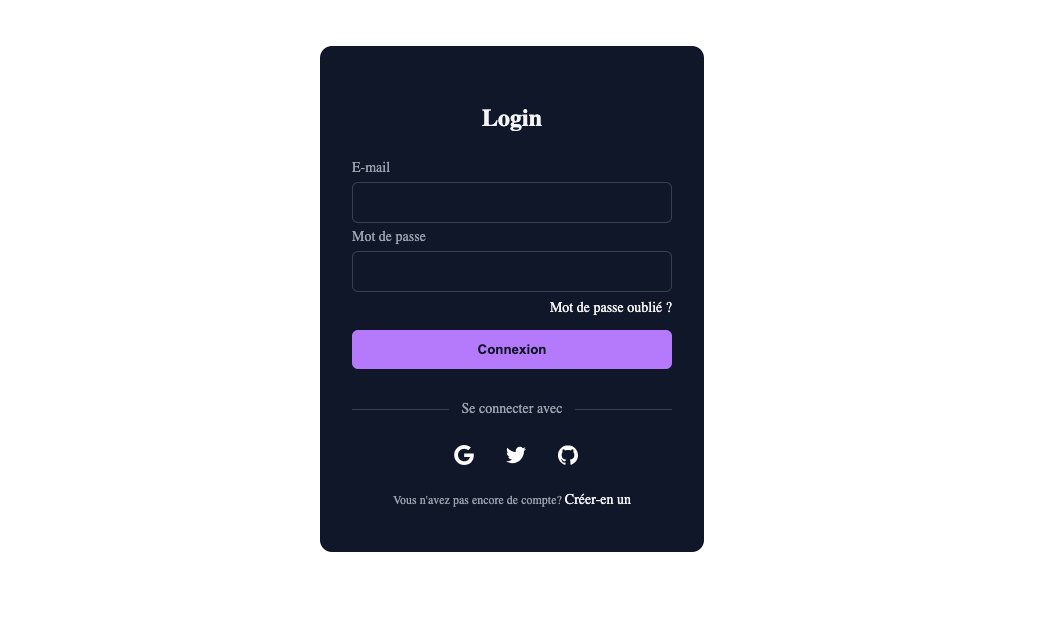 Login
E-mail
Mot de passe
Mot de passe oublié ?
Connexion
Se connecter avec
Vous n'avez pas encore de compte? Créer-en un